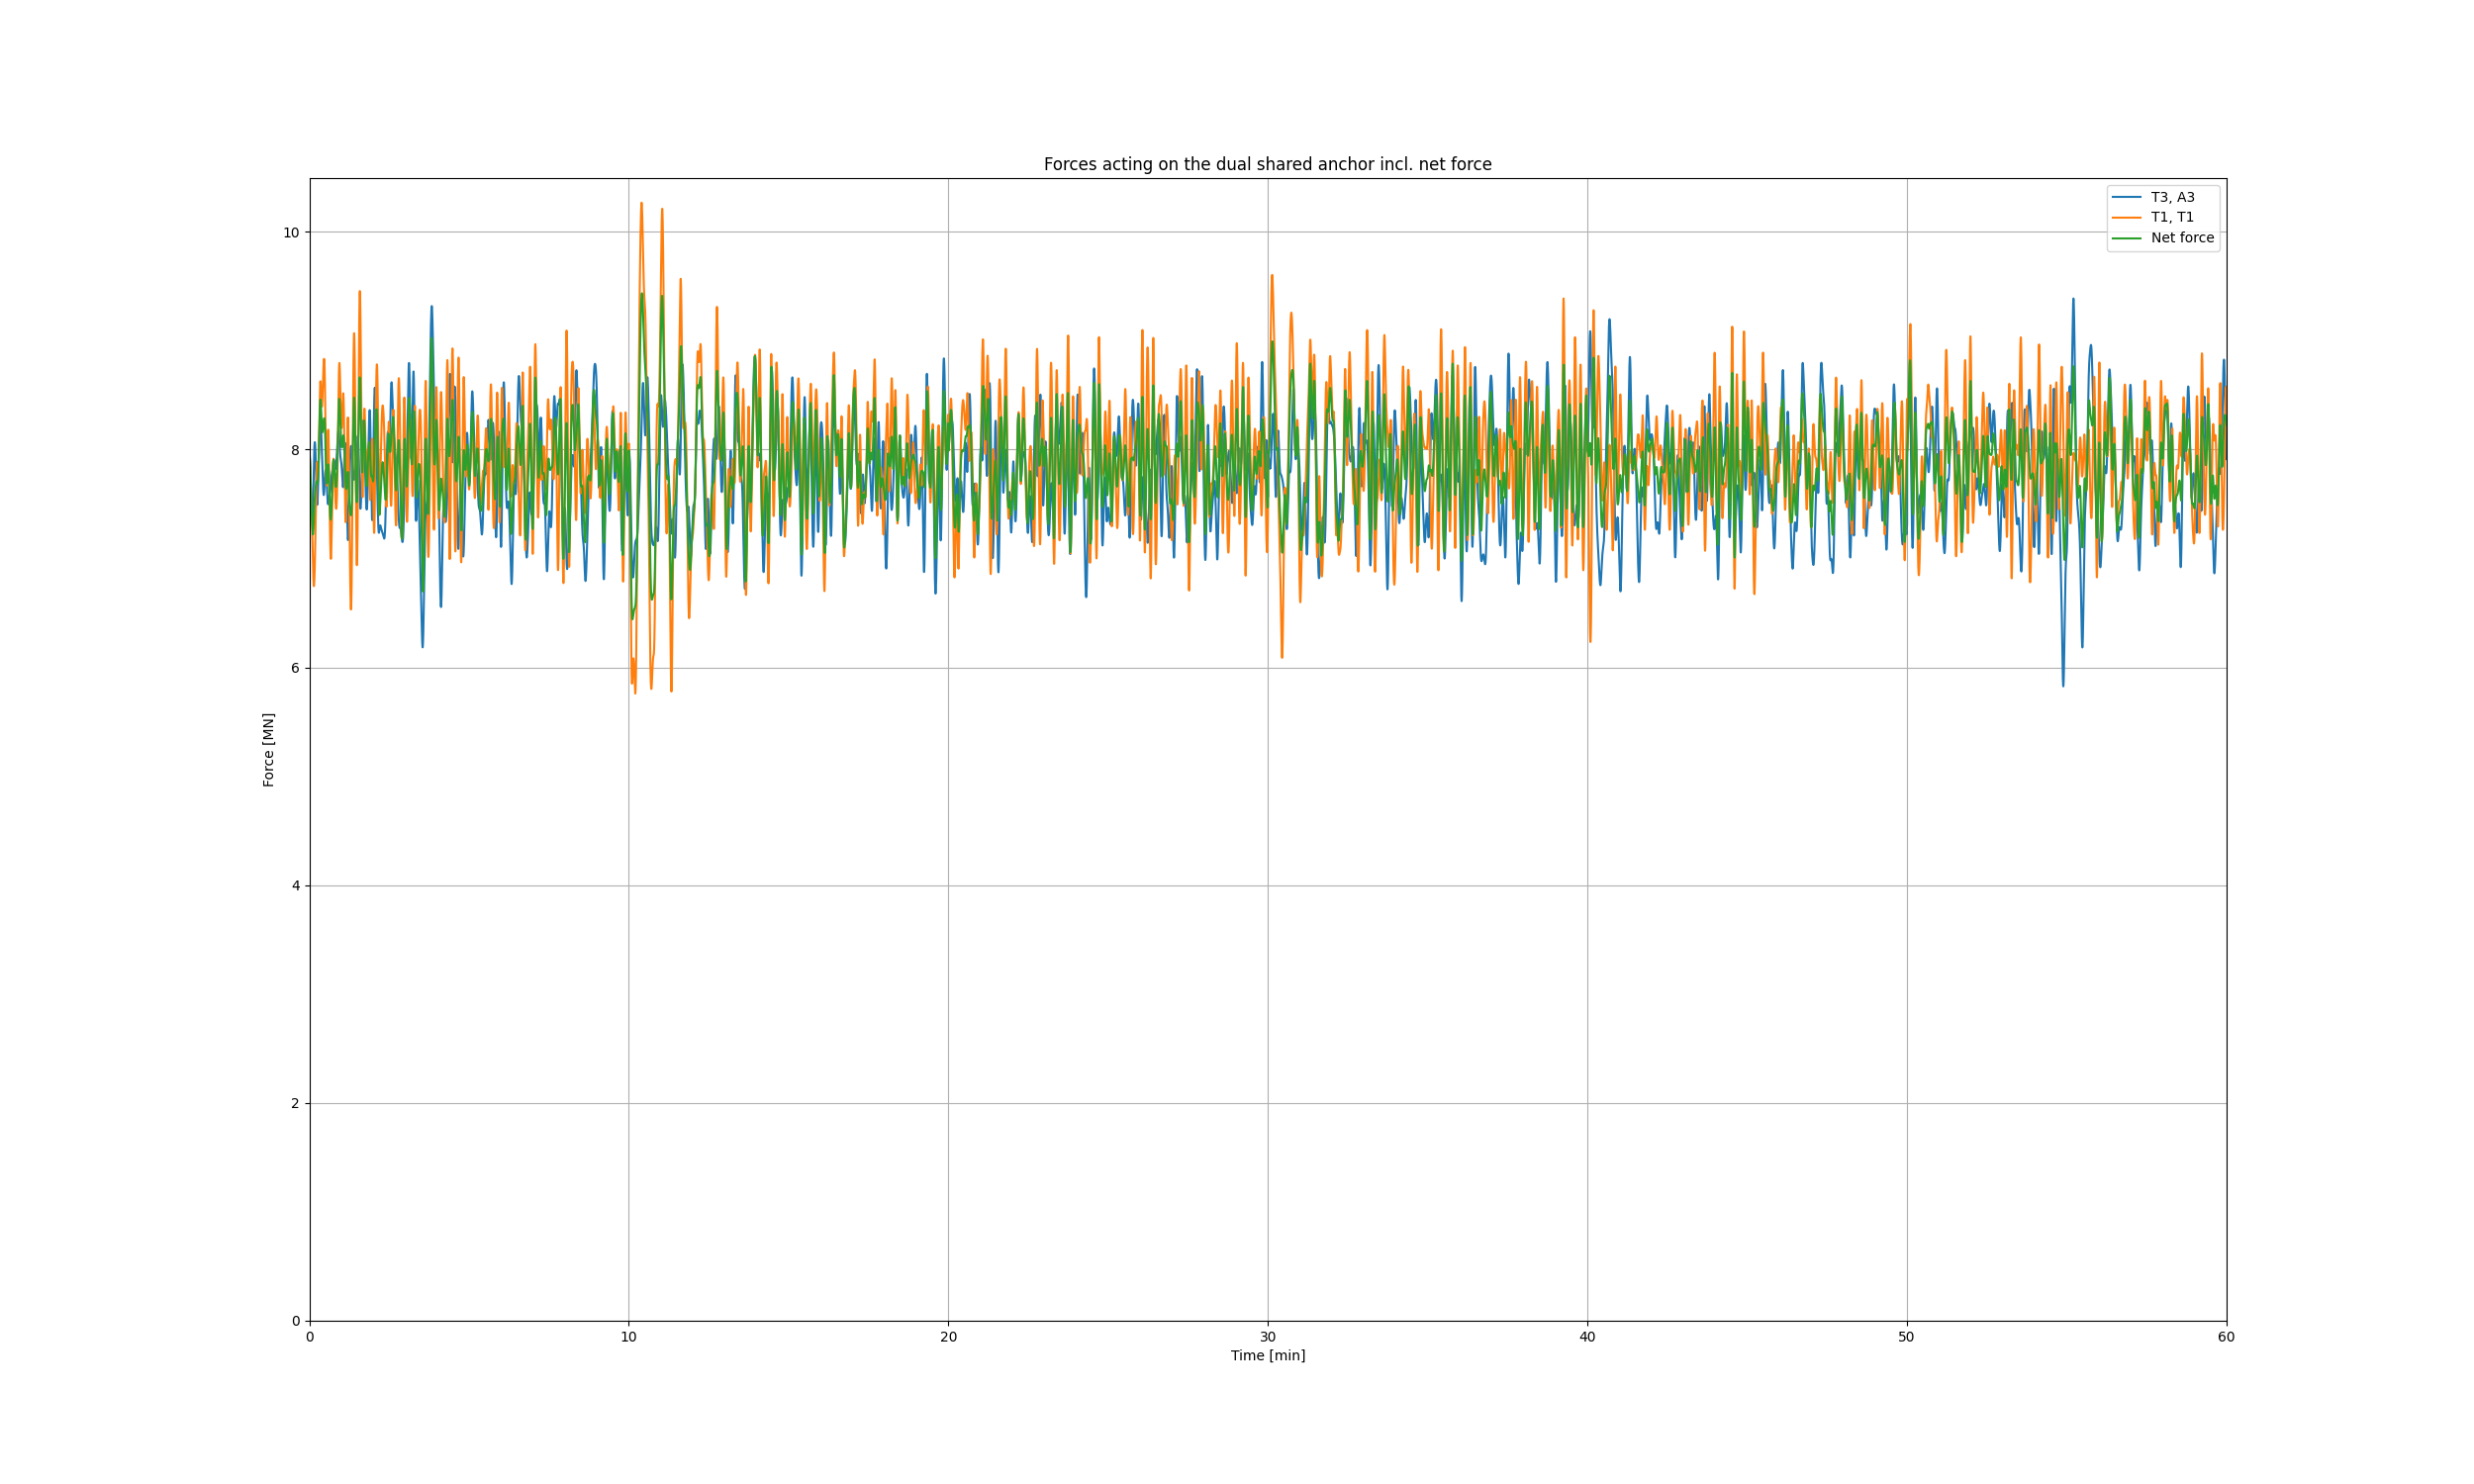 Forces acting on the dual shared anchor incl. net force
T3, A3
T1, T1
Net force
10
8
6
4
2
0
Force [MN]
0 10 20 30 40 50 60
Time [min]